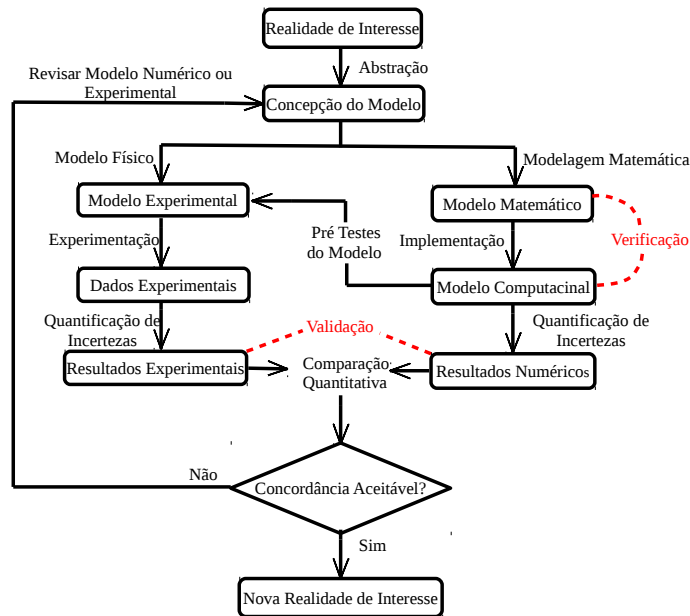 Realidade de Interesse
Abstração
Revisar Modelo Numérico ou
Experimental
Concepção do Modelo
Modelo Físico
Modelagem Matemática
Modelo Experimental
Modelo Matemático
Pré Testes
do Modelo
Experimentação
Implementação
Verificação
Dados Experimentais
Modelo Computacinal
Quantificação de
Incertezas
Validação
Quantificação de
Incertezas
Resultados Experimentais
Comparação
Quantitativa
Resultados Numéricos
Não
Concordância Aceitável?
Sim
Nova Realidade de Interesse